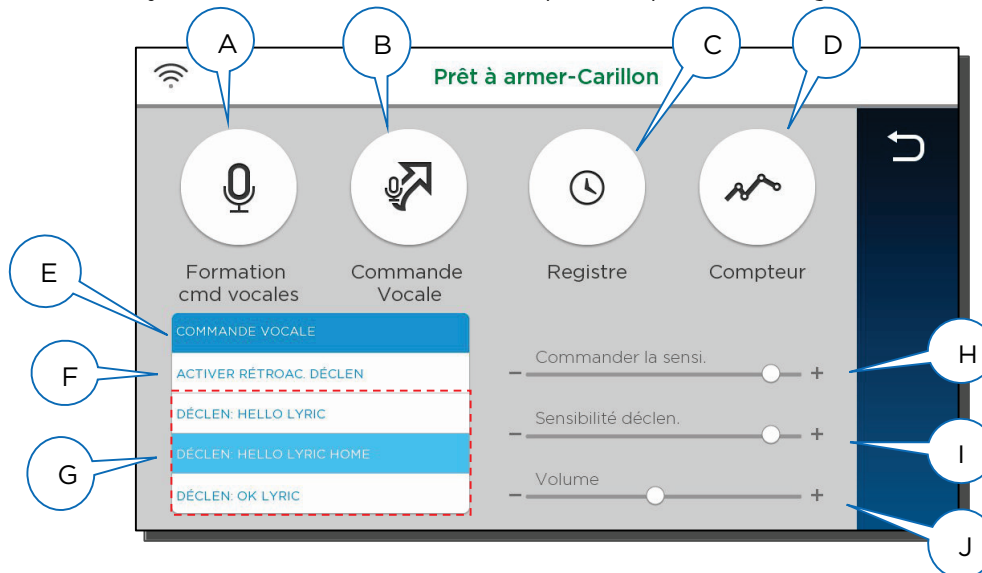 A
B
C
D
Prêt à armer-Carillon
Formation
cmd vocales
Commande
Vocale
Registre
Compteur
E
COMMANDE VOCALE
F
ACTIVER RÉTROAC. DÉCLEN
DÉCLEN: HELLO LYRIC
G
DÉCLEN: HELLO LYRIC HOME
DÉCLEN: OK LYRIC
Commander la sensi.
- +
H
Sensibilité déclen.
- +
I
Volume
- +
J